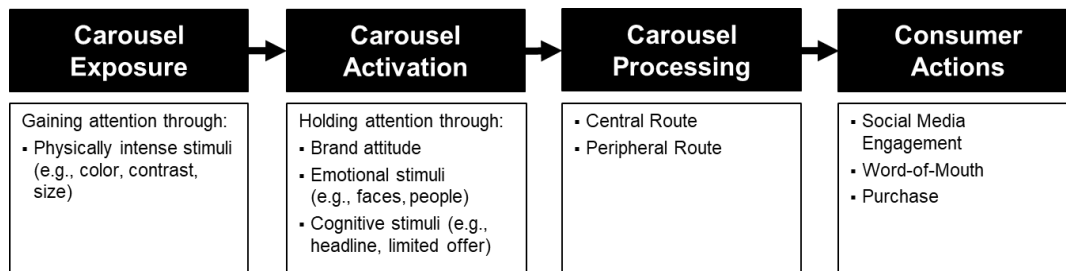 Carousel
Exposure
Carousel
Activation
Carousel
Processing
Consumer
Actions
Gaining attention through:
▪ Physically intense stimuli
(e.g., color, contrast,
size)
Holding attention through:
▪ Brand attitude
▪ Emotional stimuli
(e.g., faces, people)
▪ Cognitive stimuli (e.g.,
headline, limited offer)
▪ Central Route
▪ Peripheral Route
▪ Social Media
Engagement
▪ Word-of-Mouth
▪ Purchase